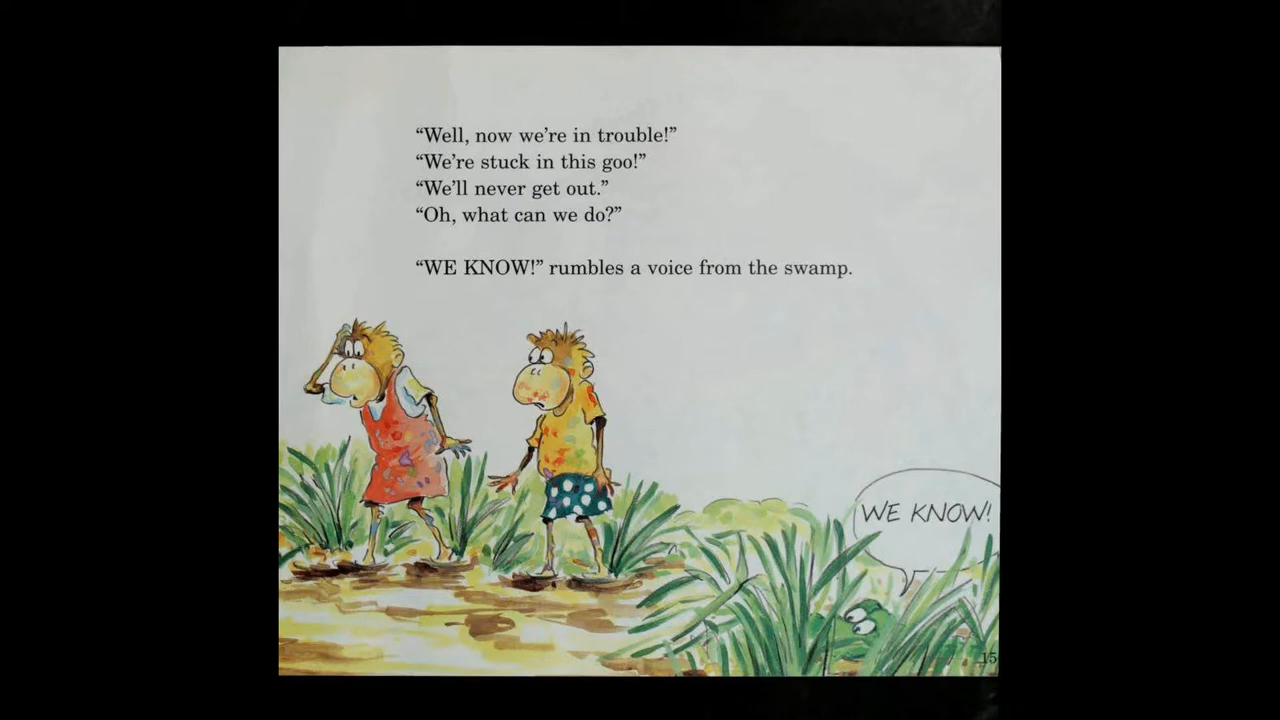 “Well, now we’re in trouble!”
“We’re stuck in this goo!”
“We’ll never get out.”
“Oh, what can we do?”
“WE KNOW!” rumbles a voice from the swamp.
WE KNOW!
15